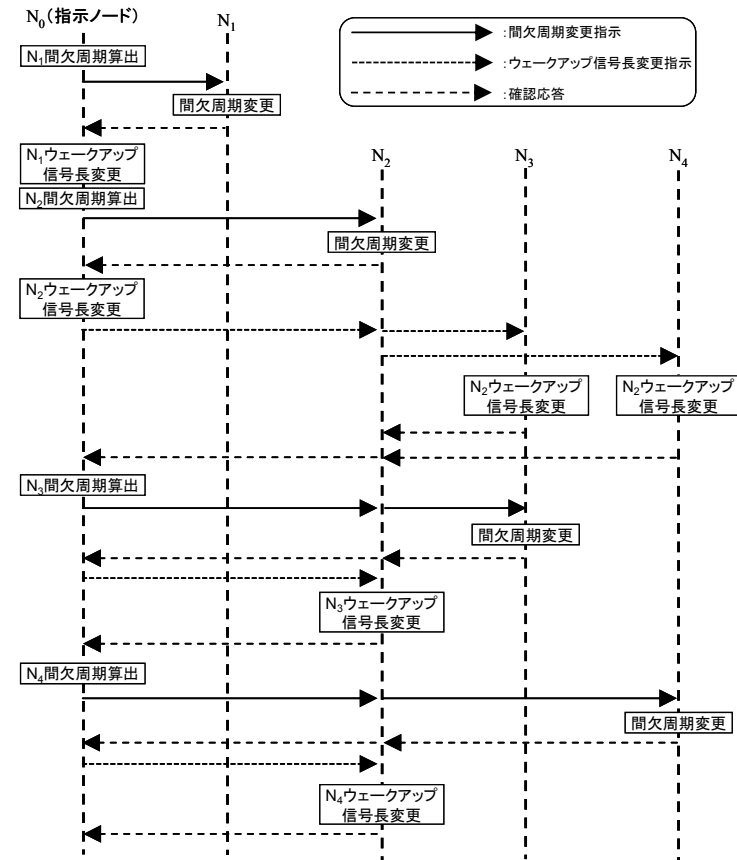 N0(指示ノード)
N1
:間欠周期変更指示
:ウェークアップ信号長変更指示
:確認応答
N1間欠周期算出
間欠周期変更
N1ウェークアップ
信号長変更
N2
N3
N4
N2間欠周期算出
間欠周期変更
N2ウェークアップ
信号長変更
N2ウェークアップ
信号長変更
N2ウェークアップ
信号長変更
N3間欠周期算出
間欠周期変更
N3ウェークアップ
信号長変更
N4間欠周期算出
間欠周期変更
N4ウェークアップ
信号長変更